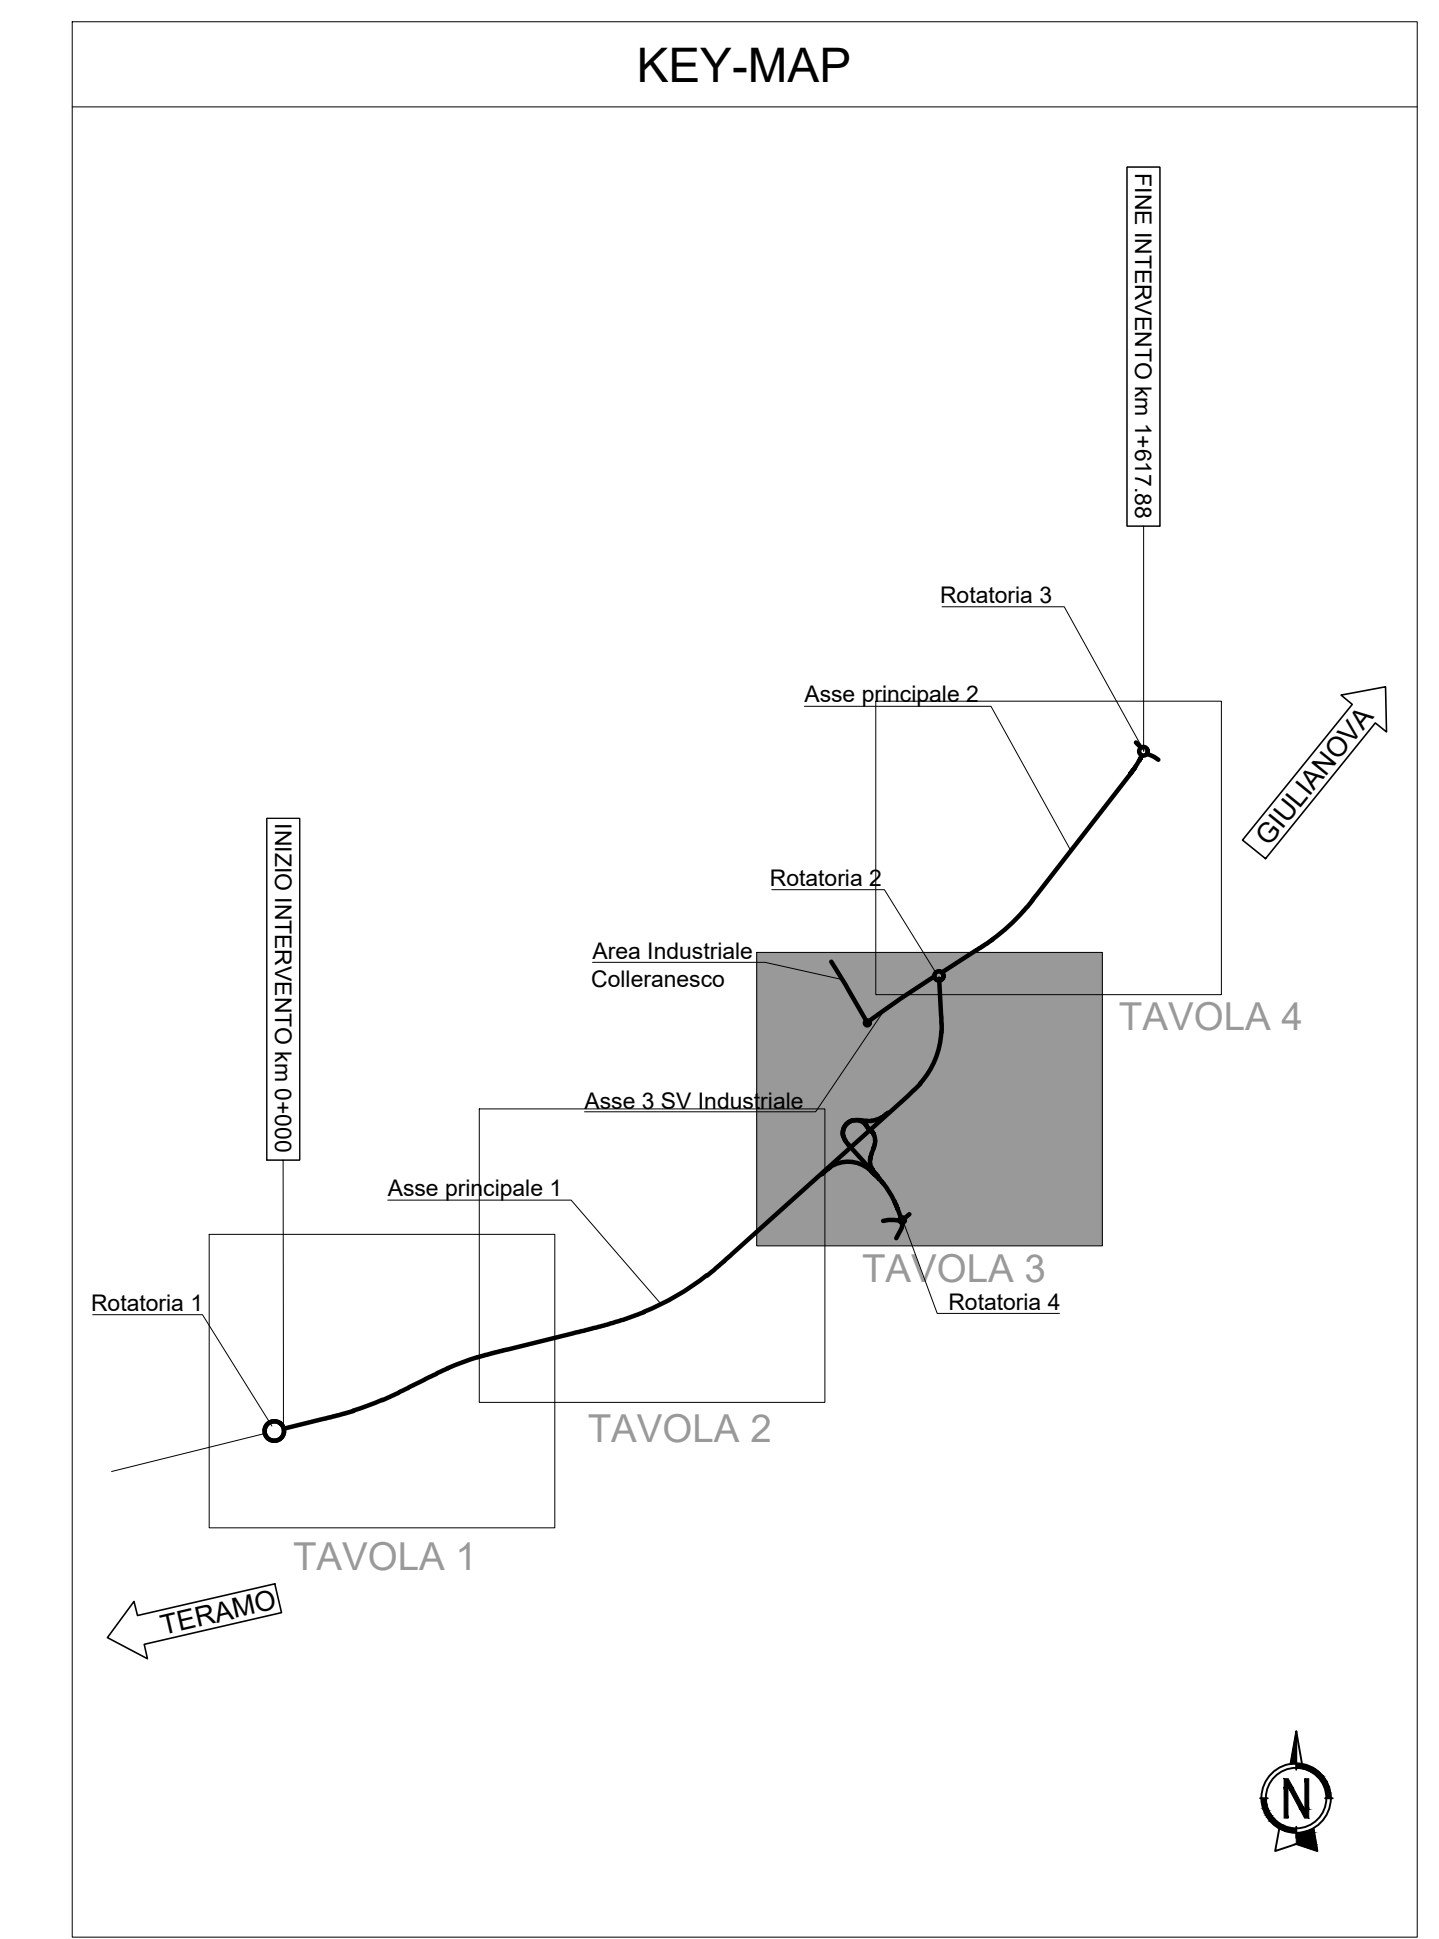 KEY-MAP
FINE INTERVENTO km 1+617.88
Rotatoria 3
Asse principale 2
GIULIANOVA
INIZIO INTERVENTO km 0+000
Rotatoria 2
Area Industriale
Colleranesco
TAVOLA 4
Asse 3 SV Industriale
Asse principale 1
TAVOLA 3
Rotatoria 1
Rotatoria 4
TAVOLA 2
TAVOLA 1
TERAMO
N